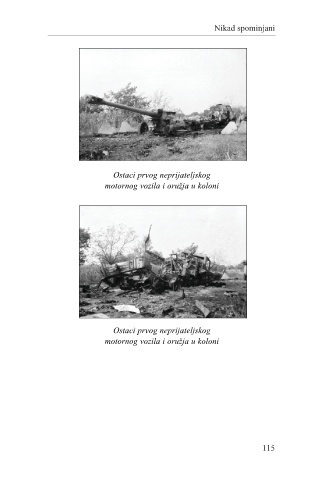 Nikad spominjani
Ostaci prvog neprijateljskog
motornog vozila i oružja u koloni
Ostaci prvog neprijateljskog
motornog vozila i oružja u koloni
115